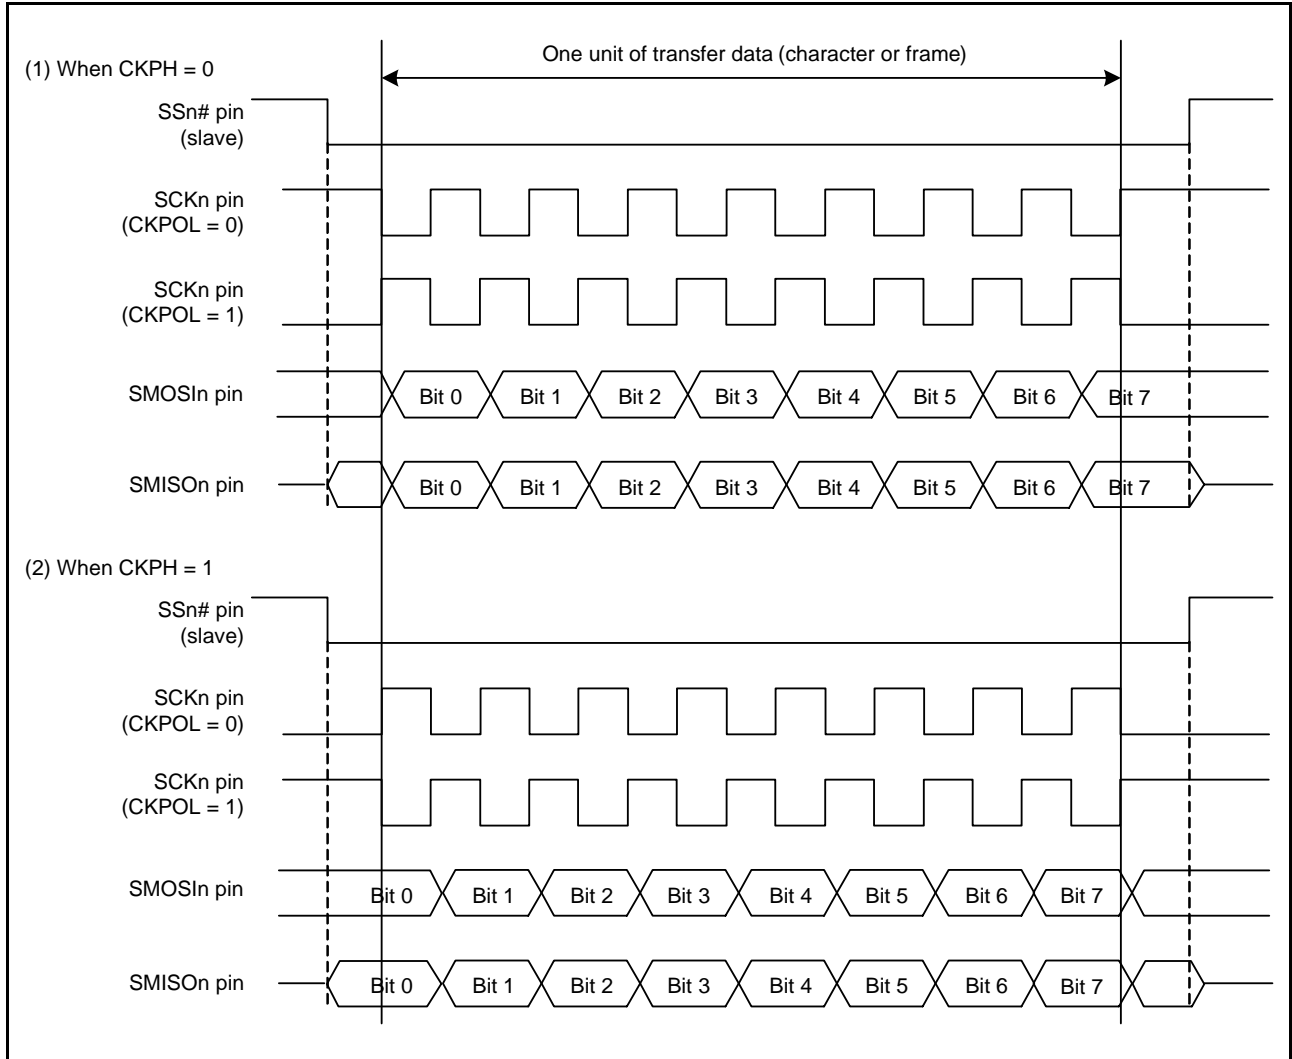 One unit of transfer data (character or frame)
(1) When CKPH = 0
SSn# pin
(slave)
SCKn pin
(CKPOL = 0)
SCKn pin
(CKPOL = 1)
SMOSIn pin
Bit 0 Bit 1 Bit 2 Bit 3 Bit 4 Bit 5 Bit 6 Bit 7
SMISOn pin
Bit 0 Bit 1 Bit 2 Bit 3 Bit 4 Bit 5 Bit 6 Bit 7
(2) When CKPH = 1
SSn# pin
(slave)
SCKn pin
(CKPOL = 0)
SCKn pin
(CKPOL = 1)
SMOSIn pin
Bit 0 Bit 1 Bit 2 Bit 3 Bit 4 Bit 5 Bit 6 Bit 7
SMISOn pin
Bit 0 Bit 1 Bit 2 Bit 3 Bit 4 Bit 5 Bit 6 Bit 7